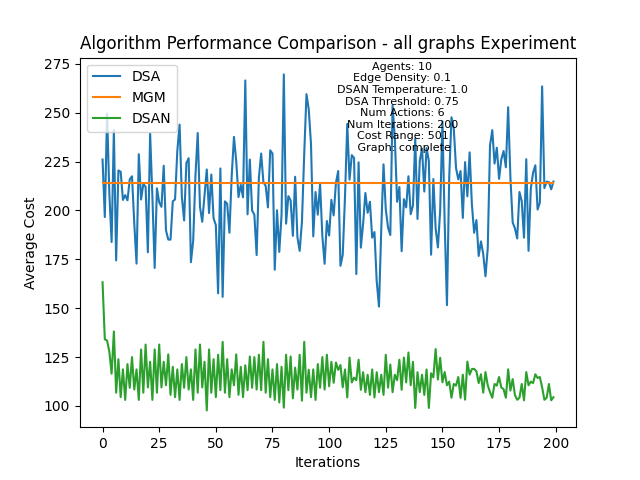 Algorithm Performance Comparison - all graphs Experiment
275
250
225
200
175
150
125
100
Average Cost
DSA
MGM
DSAN
Agents: 10
Edge Density: 0.1
DSAN Temperature: 1.0
DSA Threshold: 0.75
Num Actions: 6
Num Iterations: 200
Cost Range: 501
Graph: complete
0 25 50 75 100 125 150 175 200
Iterations